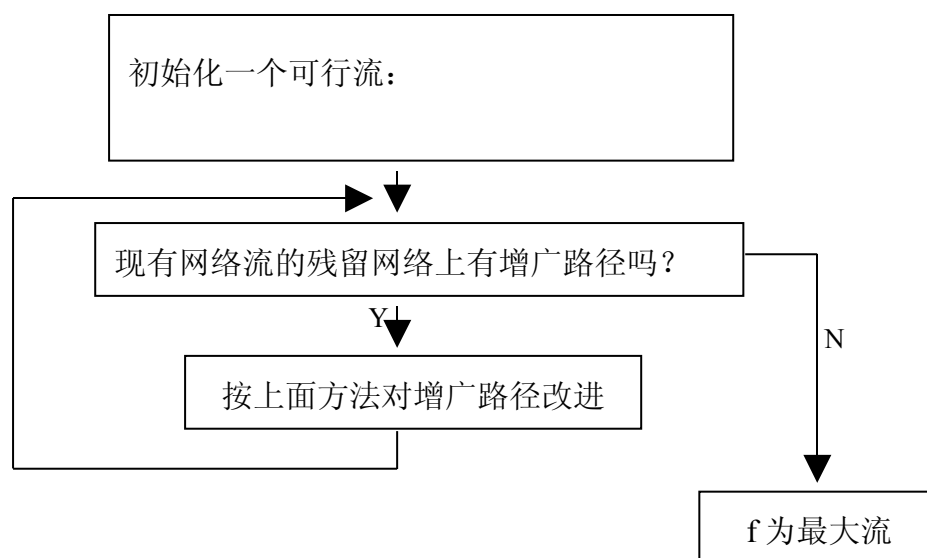 初始化一个可行流：
现有网络流的残留网络上有增广路径吗？
Y
N
按上面方法对增广路径改进
f 为最大流